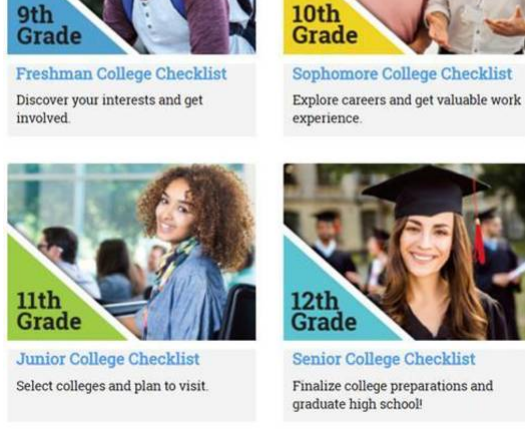 9th
Grade
10th
Grade
Freshman College Checklist
Discover your interests and get
involved.
Sophomore College Checklist
Explore careers and get valuable work
experience.
11th
Grade
12th
Grade
Junior College Checklist
Select colleges and plan to visit.
Senior College Checklist
Finalize college preparations and
graduate high school!